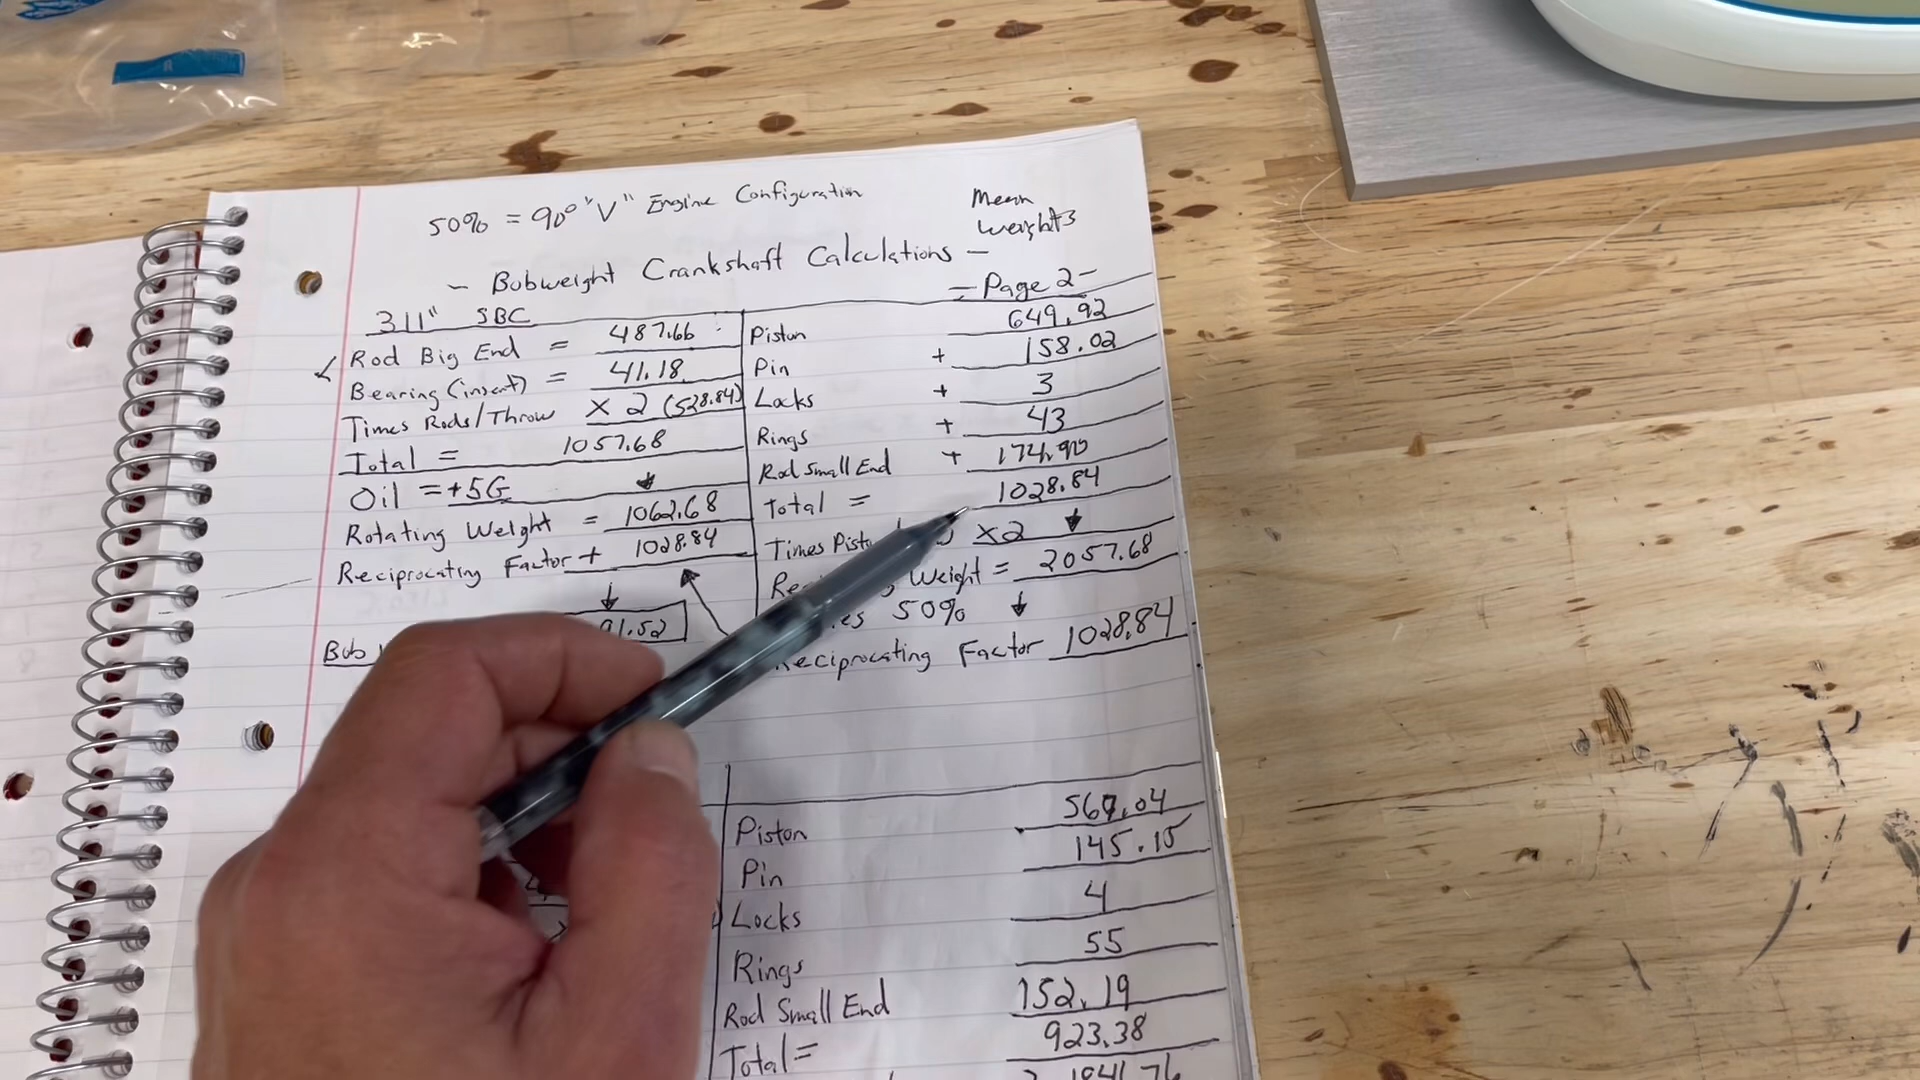 50% = 90° "V" Engine Configuration
Mean
weights
- Bobweight Crankshaft Calculations -
- Page 2 -
311" SBC
Rod Big End = 487.66
Bearing (insert) = 41.18
Times Rods/Throw X 2 (528.84)
Total = 1057.68
Oil = +5G
Rotating Weight = 1062.68
Reciprocating Factor + 1028.84
Bob
91.52
Piston 649.92
Pin + 158.02
Locks + 3
Rings + 43
Rod Small End + 174.90
Total = 1028.84
Times X2
Weight = 2057.68
50%
Reciprocating Factor 1028.84
Piston 567.04
Pin 145.15
Locks 4
Rings 55
Rod Small End 152.19
Total = 923.38